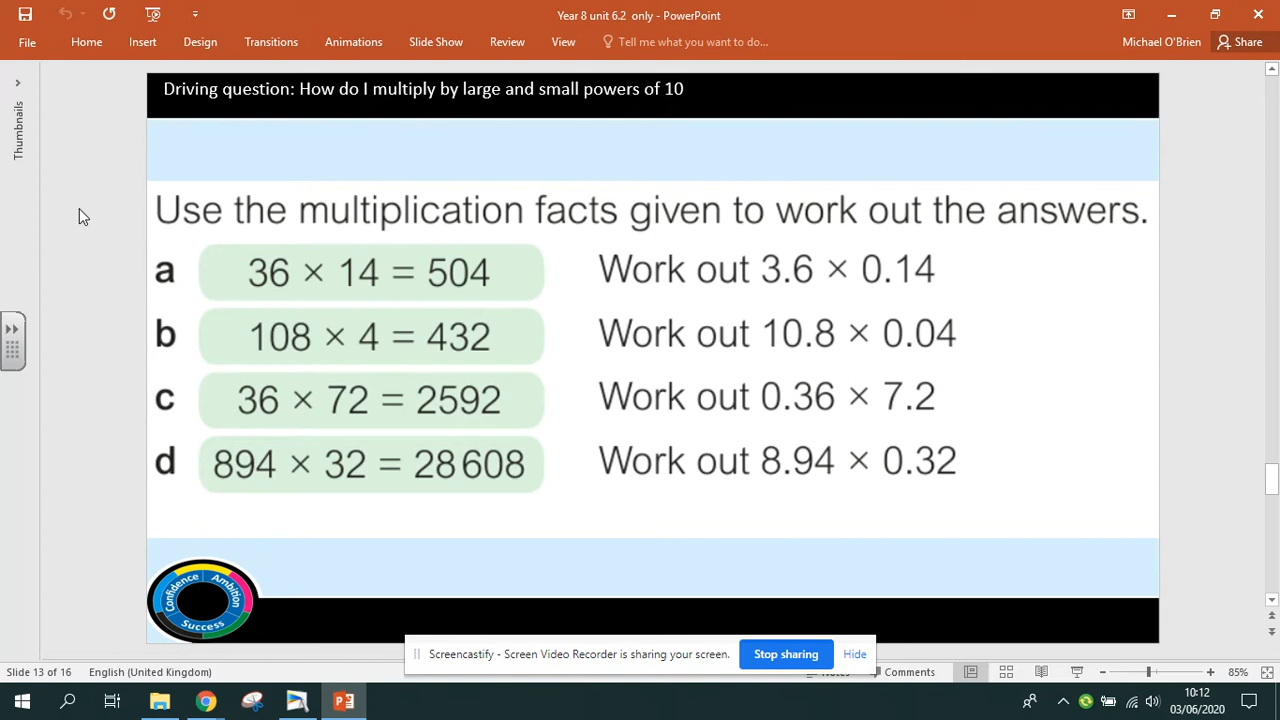 Year 8 unit 6.2 only - PowerPoint
File Home Insert Design Transitions Animations Slide Show Review View Tell me what you want to do... Michael O'Brien Share
Thumbnails
Driving question: How do I multiply by large and small powers of 10
Use the multiplication facts given to work out the answers.
a 36 × 14 = 504 Work out 3.6 × 0.14
b 108 × 4 = 432 Work out 10.8 × 0.04
c 36 × 72 = 2592 Work out 0.36 × 7.2
d 894 × 32 = 28 608 Work out 8.94 × 0.32
Confidence Ambition
Success
Screencastify - Screen Video Recorder is sharing your screen. Stop sharing Hide
Slide 13 of 16 English (United Kingdom) Notes Comments 85%
10:12
03/06/2020